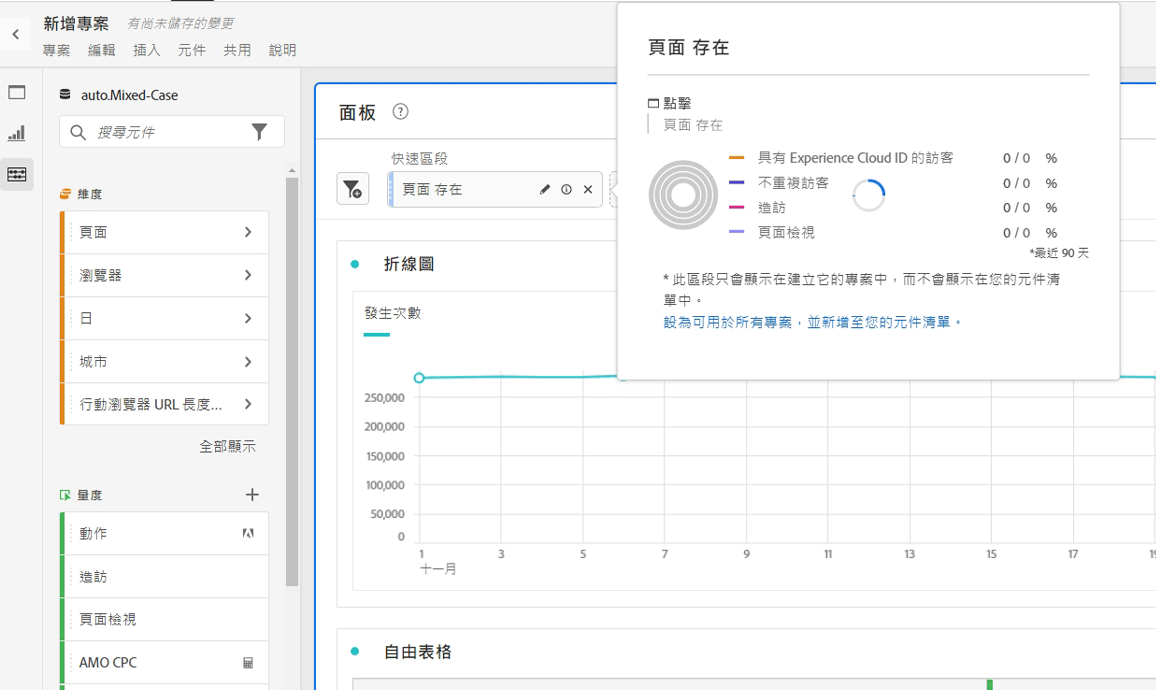 新增專案 有尚未儲存的變更
專案 編輯 插入 元件 共用 說明
auto.Mixed-Case
搜尋元件
維度
頁面
瀏覽器
日
城市
行動瀏覽器 URL 長度...
全部顯示
量度
動作
造訪
頁面檢視
AMO CPC
面板
快速區段
頁面 存在
折線圖
發生次數
250,000
200,000
150,000
100,000
50,000
0
1 3 5 7 9 11 13 15 17 19
十一月
自由表格
頁面 存在
點擊
頁面 存在
具有 Experience Cloud ID 的訪客 0 / 0 %
不重複訪客 0 / 0 %
造訪 0 / 0 %
頁面檢視 0 / 0 %
*最近 90 天
* 此區段只會顯示在建立它的專案中，而不會顯示在您的元件清
單中。
設為可用於所有專案，並新增至您的元件清單。